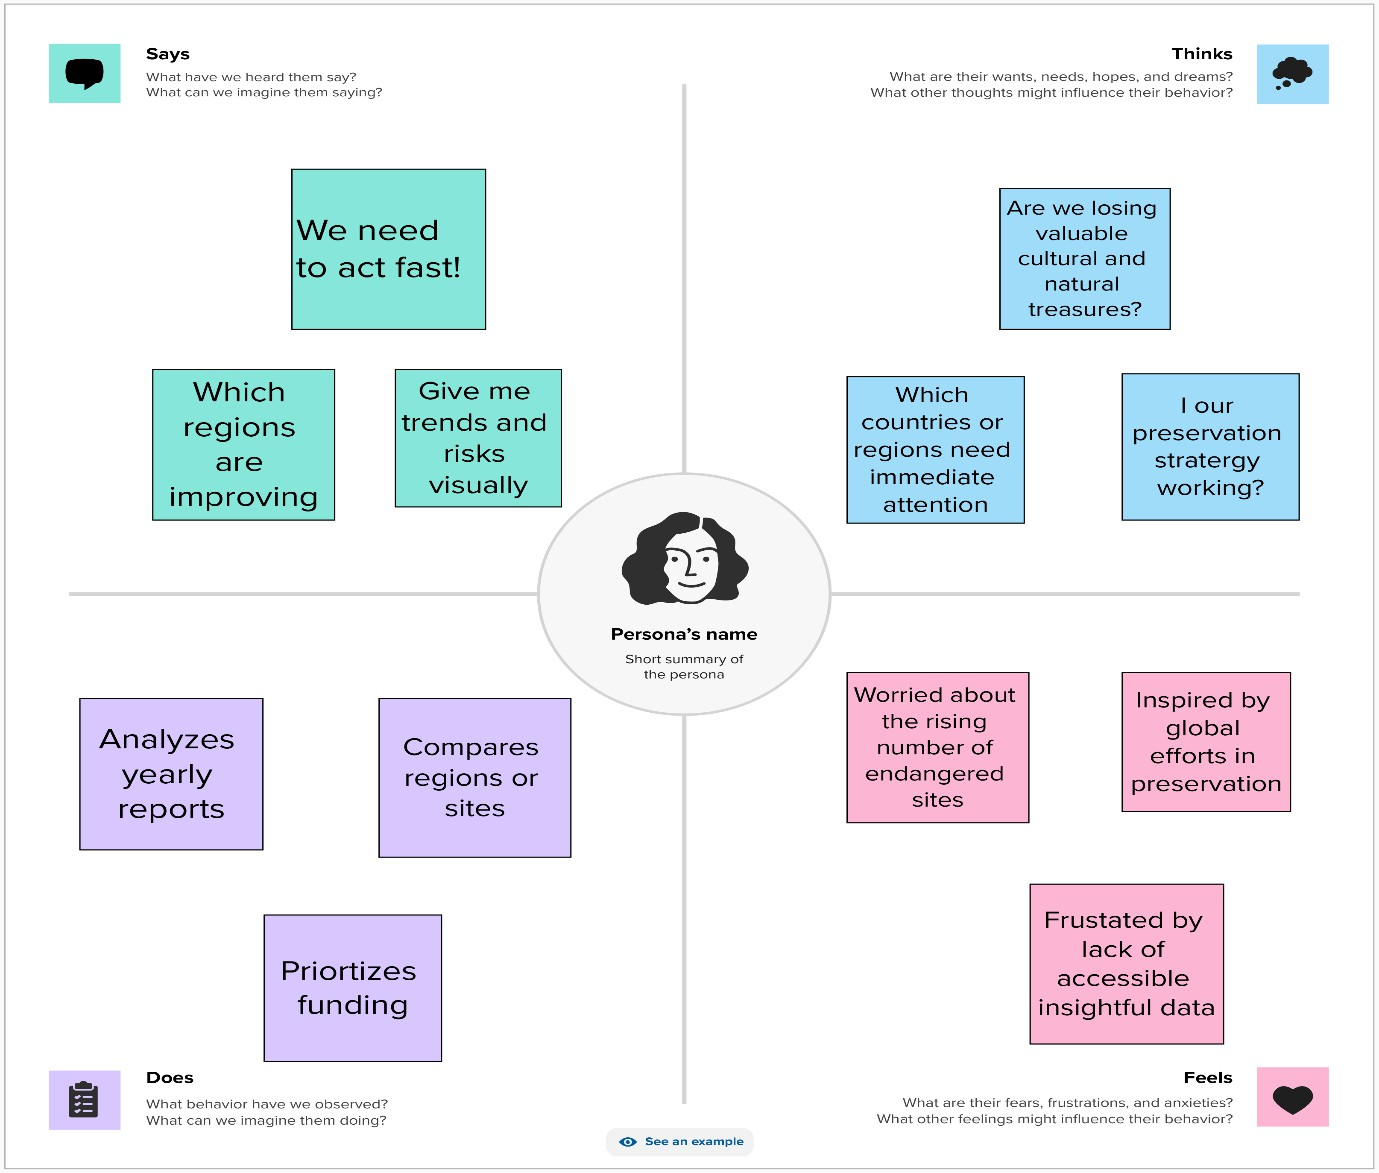 Says
What have we heard them say?
What can we imagine them saying?
Thinks
What are their wants, needs, hopes, and dreams?
What other thoughts might influence their behavior?
We need
to act fast!
Which
regions
are
improving
Give me
trends and
risks
visually
Are we losing
valuable
cultural and
natural
treasures?
Which
countries or
regions need
immediate
attention
I our
preservation
stratergy
working?
Persona's name
Short summary of
the persona
Analyzes
yearly
reports
Compares
regions or
sites
Priortizes
funding
Worried about
the rising
number of
endangered
sites
Inspired by
global
efforts in
preservation
Frustated by
lack of
accessible
insightful data
Does
What behavior have we observed?
What can we imagine them doing?
Feels
What are their fears, frustrations, and anxieties?
What other feelings might influence their behavior?
See an example